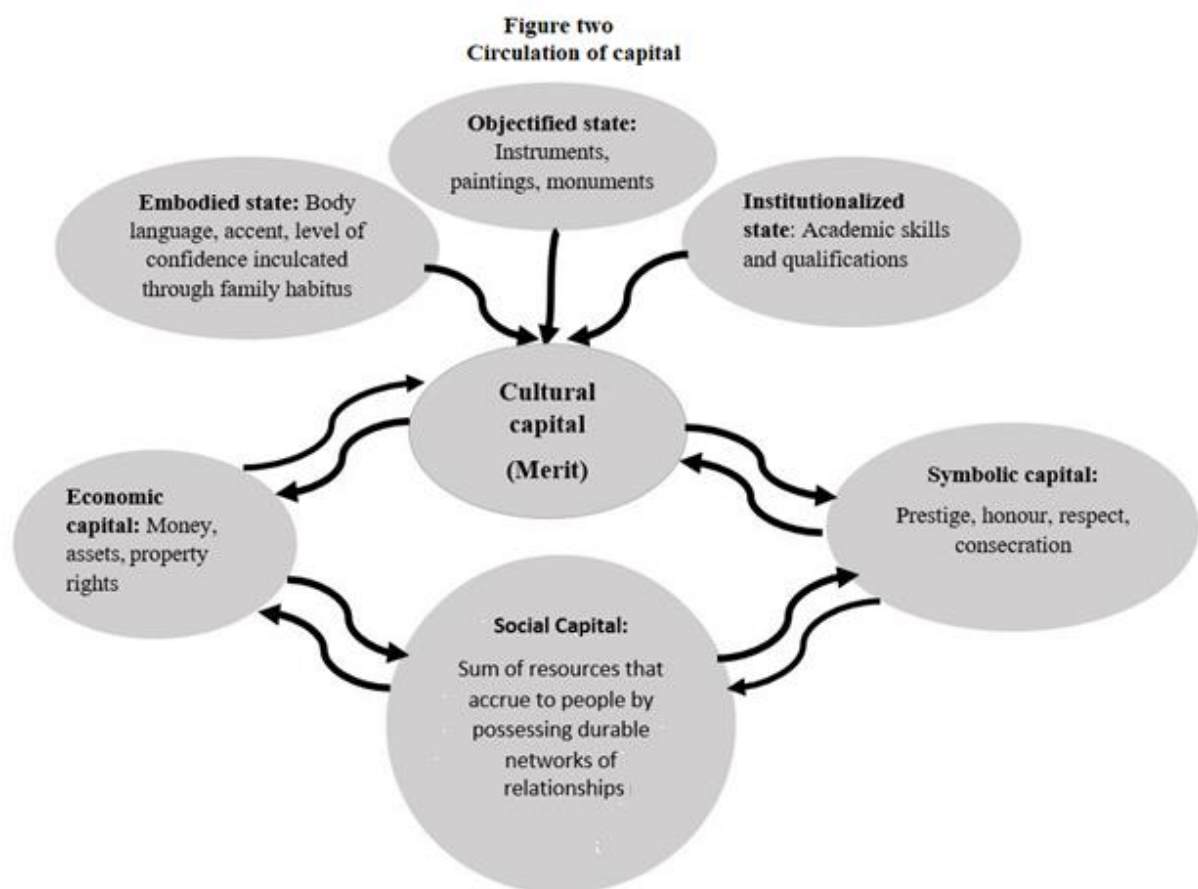 Figure two
Circulation of capital
Objectified state:
Instruments,
paintings, monuments
Embodied state: Body
language, accent, level of
confidence inculcated
through family habitus
Institutionalized
state: Academic skills
and qualifications
Cultural
capital
(Merit)
Economic
capital: Money,
assets, property
rights
Symbolic capital:
Prestige, honour, respect,
consecration
Social Capital:
Sum of resources that
accrue to people by
possessing durable
networks of
relationships